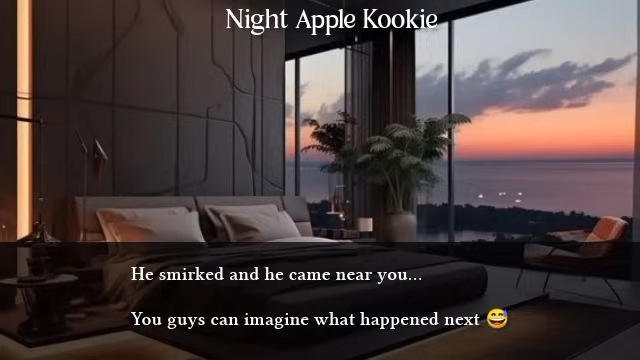 Night Apple Kookie
He smirked and he came near you...
You guys can imagine what happened next 😅